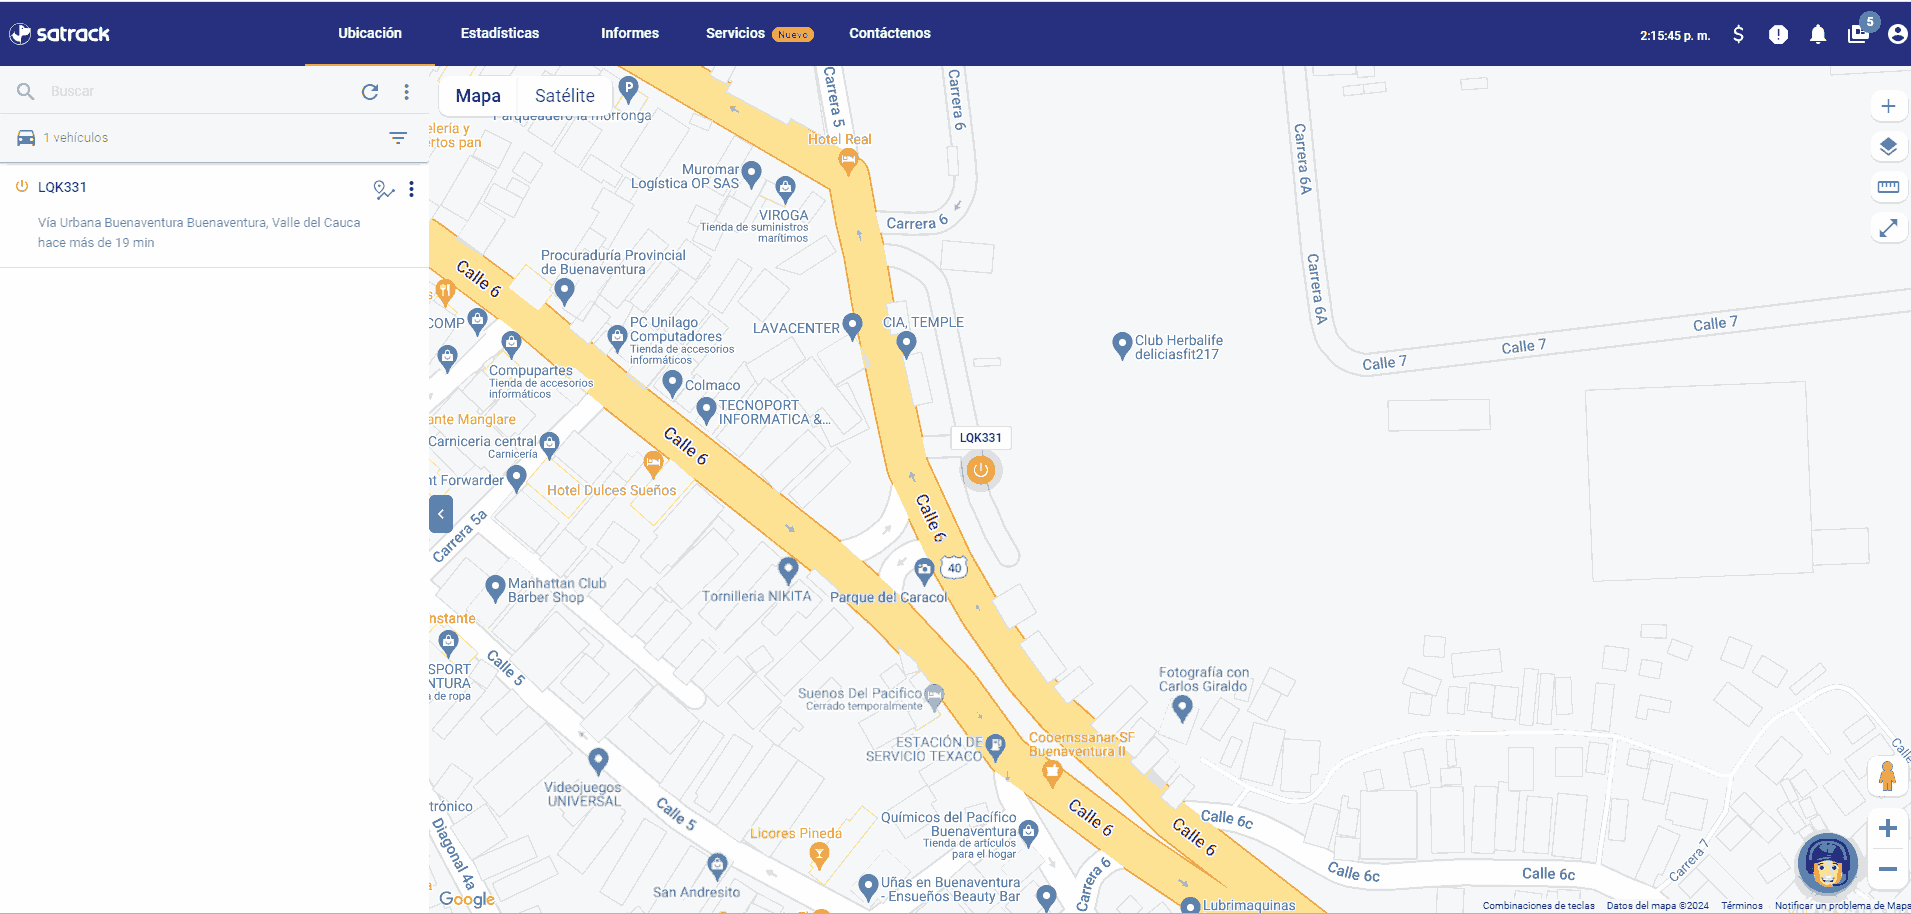 satrack
Ubicación
Estadísticas
Informes
Servicios
Nuevo
Contáctenos
2:15:45 p. m.
$
5
Buscar
1 vehículos
LQK331
Vía Urbana Buenaventura Buenaventura, Valle del Cauca
hace más de 19 min
Mapa
Satélite
P
Parqueadero la morronga
elería y
ertos pan
Carrera 5
Carrera 6
Hotel Real
Muromar
Logística OP SAS
VIROGA
Tienda de suministros
marítimos
Carrera 6
Carrera 6A
Carrera 6A
Procuraduría Provincial
de Buenaventura
Calle 6
COMP
PC Unilago
Computadores
Tienda de accesorios
informáticos
LAVACENTER
CIA, TEMPLE
Club Herbalife
deliciasfit217
Calle 7
Calle 7
Calle 7
Compupartes
Tienda de accesorios
informáticos
Colmaco
TECNOPORT
INFORMATICA &...
ante Manglare
Carniceria central
Carnicería
Calle 6
LQK331
nt Forwarder
Hotel Dulces Sueños
Carrera 5a
Calle 6
40
Manhattan Club
Barber Shop
Tornilleria NIKITA
Parque del Caracol
nstante
SPORT
NTURA
a de ropa
Calle 5
Suenos Del Pacifico
Cerrado temporalmente
Fotografía con
Carlos Giraldo
ESTACIÓN DE
SERVICIO TEXACO
Cooemssanar SF
Buenaventura II
Videojuegos
UNIVERSAL
trónico
Diagonal 4a
Calle 5
Licores Pineda
Químicos del Pacífico
Buenaventura
Tienda de artículos
para el hogar
Calle 6
Calle 6
Calle 6c
Calle 6c
Calle 6c
Carrera 7
Calle
San Andresito
Uñas en Buenaventura
- Ensueños Beauty Bar
Carrera 6
Lubrimaquinas
Google
Combinaciones de teclas
Datos del mapa ©2024
Términos
Notificar un problema de Maps